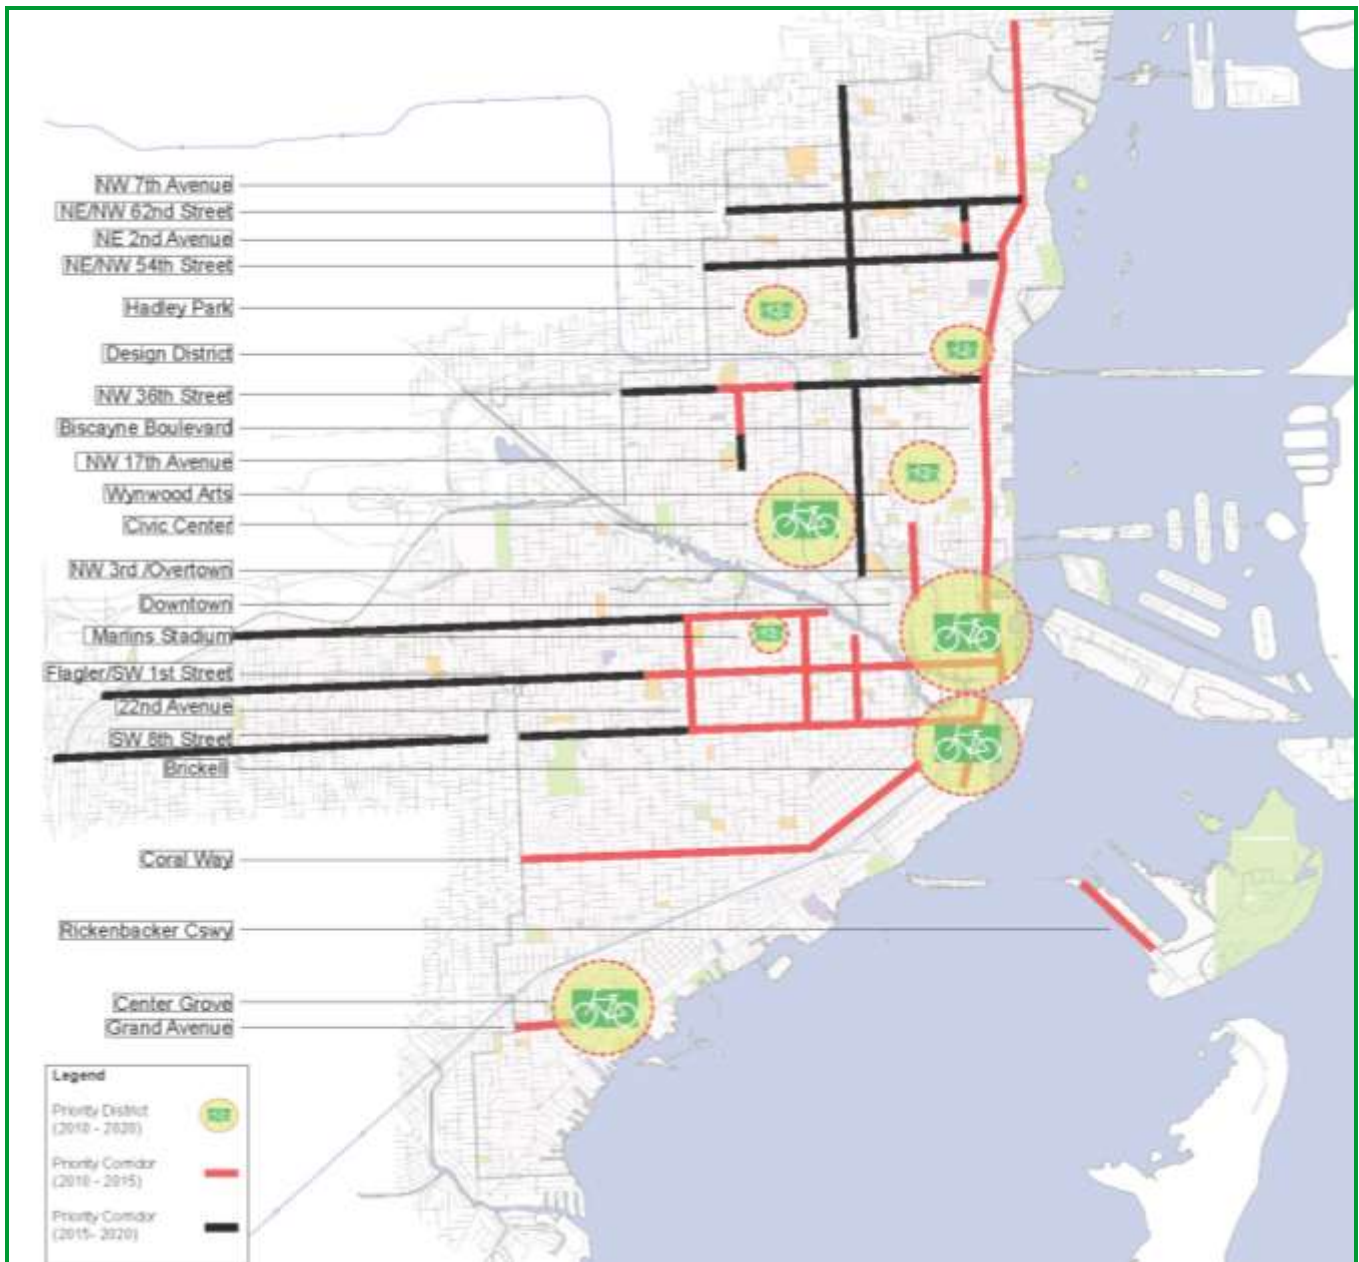 NW 7th Avenue
NE/NW 62nd Street
NE 2nd Avenue
NE/NW 54th Street
Hadley Park
Design District
NW 36th Street
Biscayne Boulevard
NW 17th Avenue
Wynwood Arts
Civic Center
NW 3rd /Overtown
Downtown
Marlins Stadium
Flagler/SW 1st Street
22nd Avenue
SW 8th Street
Brickell
Coral Way
Rickenbacker Cswy
Center Grove
Grand Avenue
Legend
Priority District
(2010 - 2020)
Priority Corridor
(2010 - 2015)
Priority Corridor
(2015- 2020)